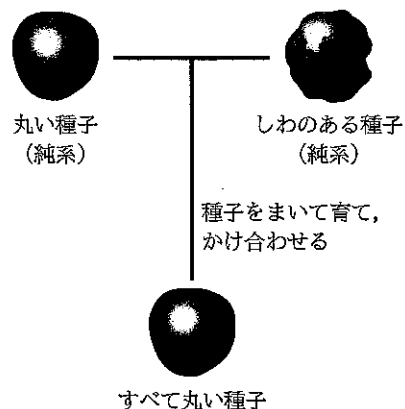 丸い種子
(純系)
しわのある種子
(純系)
種子をまいて育て,
かけ合わせる
すべて丸い種子